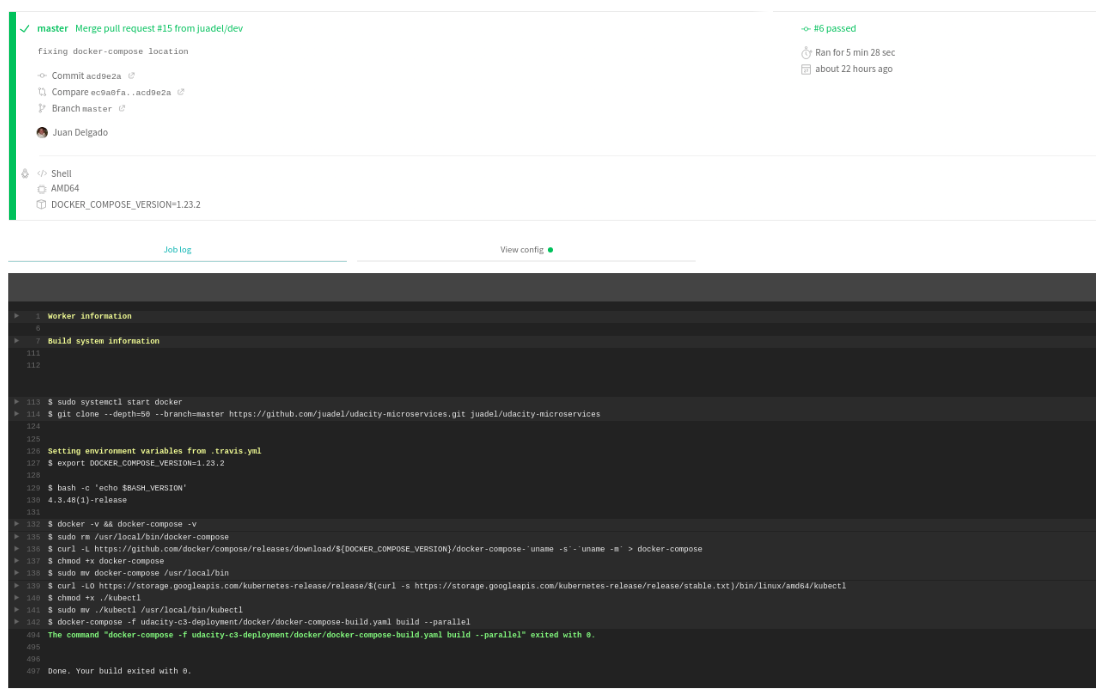 master Merge pull request #15 from juadel/dev
#6 passed
fixing docker-compose location
Ran for 5 min 28 sec
about 22 hours ago
Commit acd9e2a
Compare ec9a0fa..acd9e2a
Branch master
Juan Delgado
Shell
AMD64
DOCKER_COMPOSE_VERSION=1.23.2
Job log
View config
1 Worker information
6
7 Build system information
111
112
113 $ sudo systemctl start docker
114 $ git clone --depth=50 --branch=master https://github.com/juadel/udacity-microservices.git juadel/udacity-microservices
124
125
126 Setting environment variables from .travis.yml
127 $ export DOCKER_COMPOSE_VERSION=1.23.2
128
129 $ bash -c 'echo $BASH_VERSION'
130 4.3.48(1)-release
131
132 $ docker -v && docker-compose -v
135 $ sudo rm /usr/local/bin/docker-compose
136 $ curl -L https://github.com/docker/compose/releases/download/${DOCKER_COMPOSE_VERSION}/docker-compose-`uname -s`-`uname -m` > docker-compose
137 $ chmod +x docker-compose
138 $ sudo mv docker-compose /usr/local/bin
139 $ curl -LO https://storage.googleapis.com/kubernetes-release/release/$(curl -s https://storage.googleapis.com/kubernetes-release/release/stable.txt)/bin/linux/amd64/kubectl
140 $ chmod +x ./kubectl
141 $ sudo mv ./kubectl /usr/local/bin/kubectl
142 $ docker-compose -f udacity-c3-deployment/docker/docker-compose-build.yaml build --parallel
494 The command "docker-compose -f udacity-c3-deployment/docker/docker-compose-build.yaml build --parallel" exited with 0.
495
496
497 Done. Your build exited with 0.